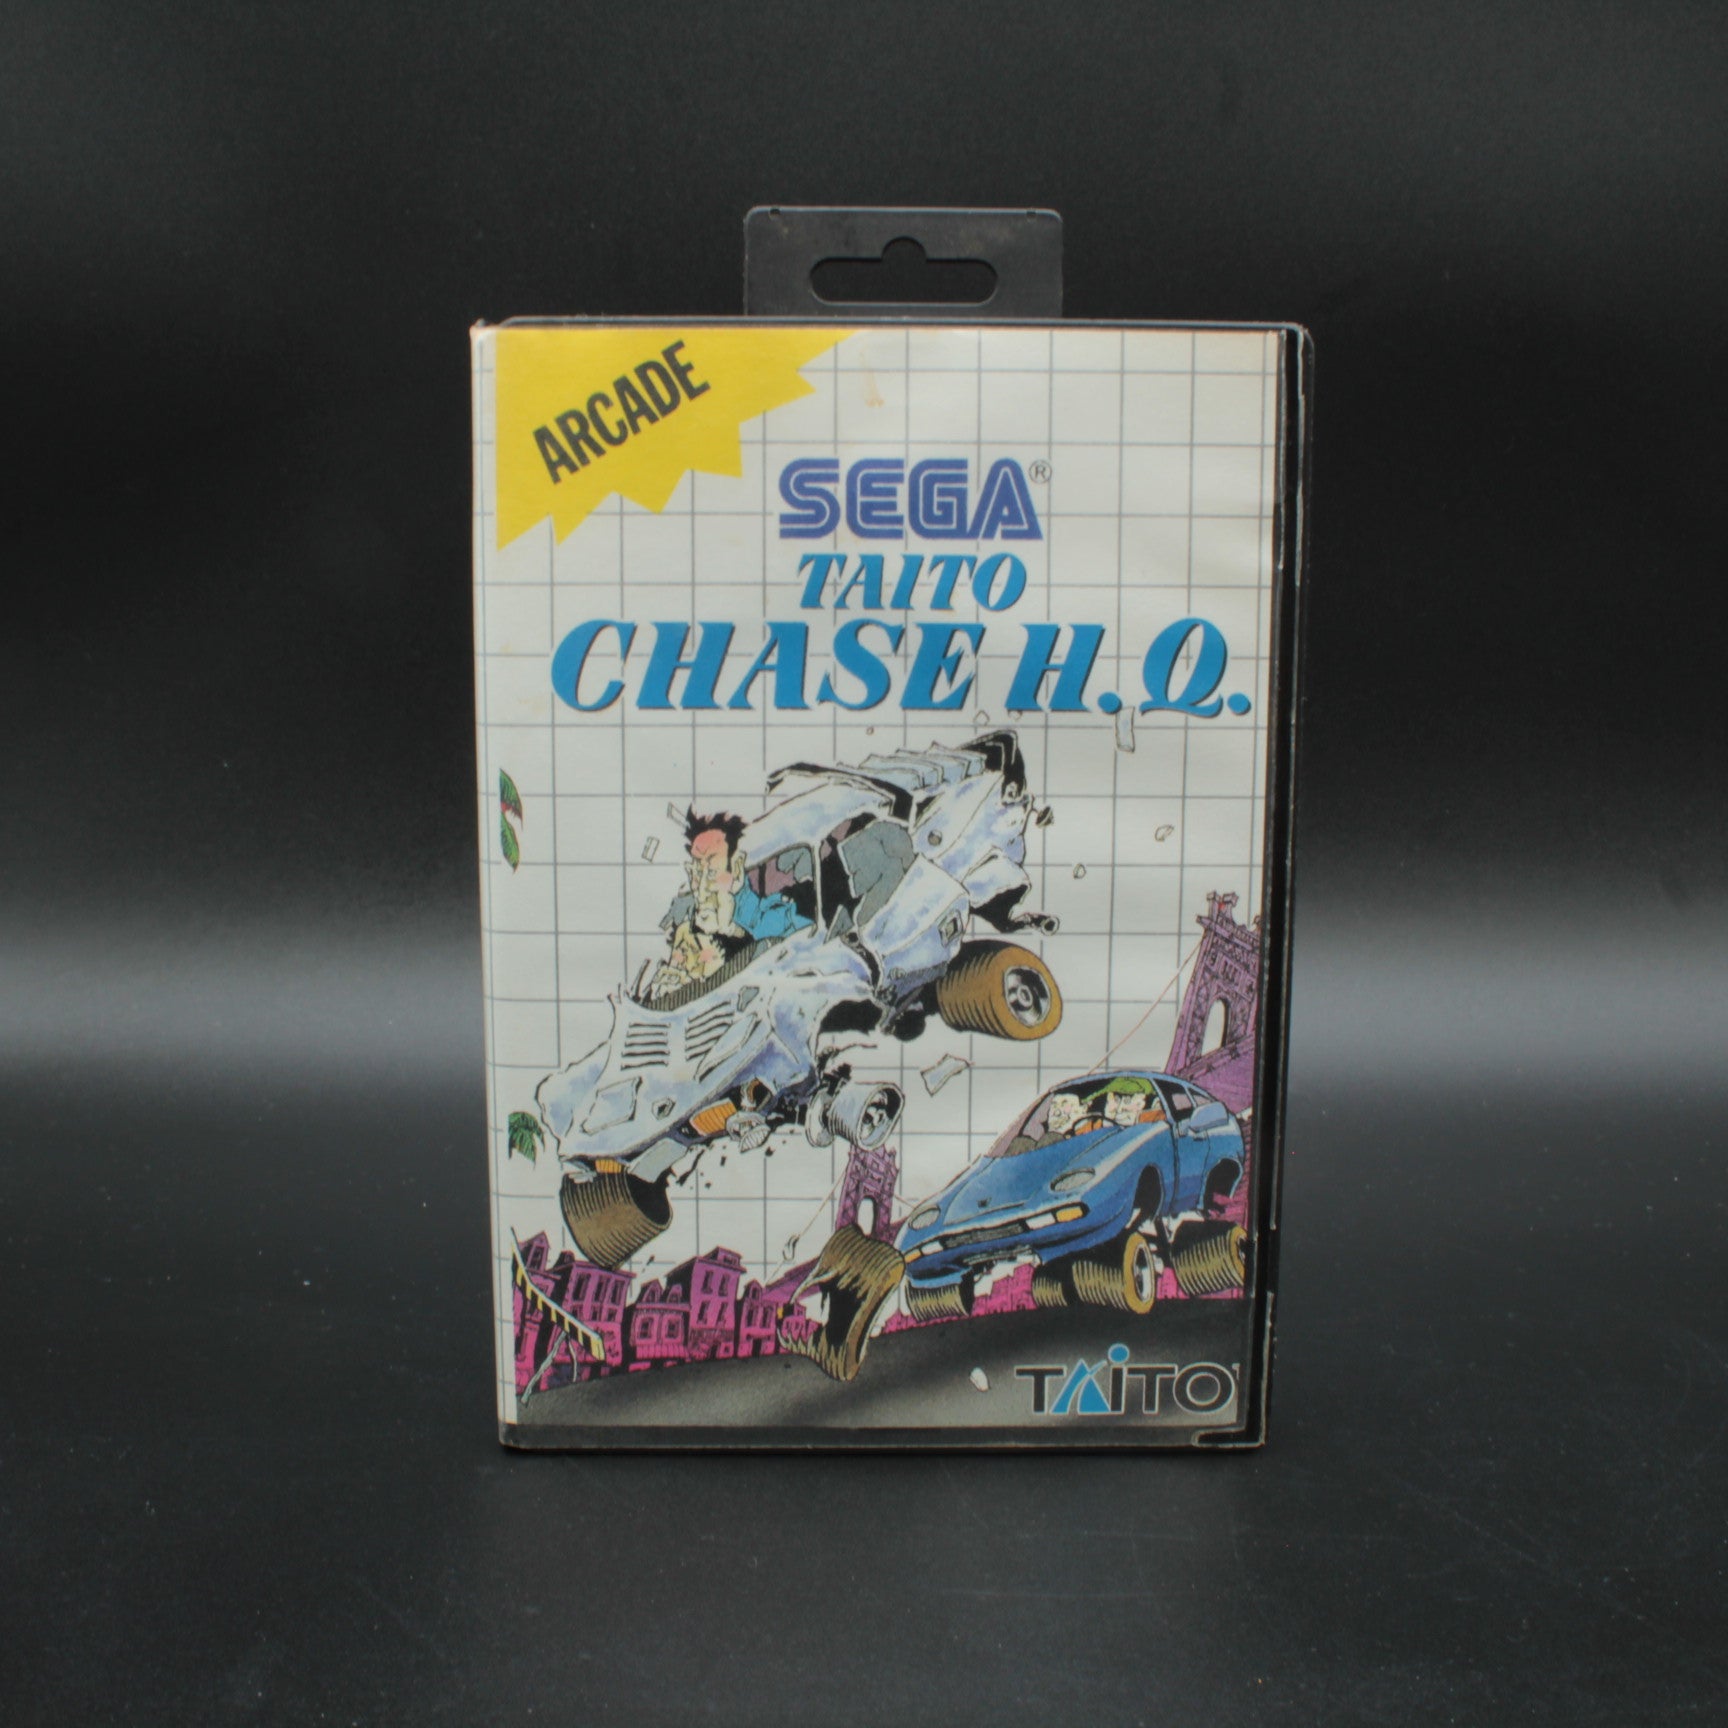 ARCADE
SEGA®
TAITO
CHASE H.Q.
TAITO